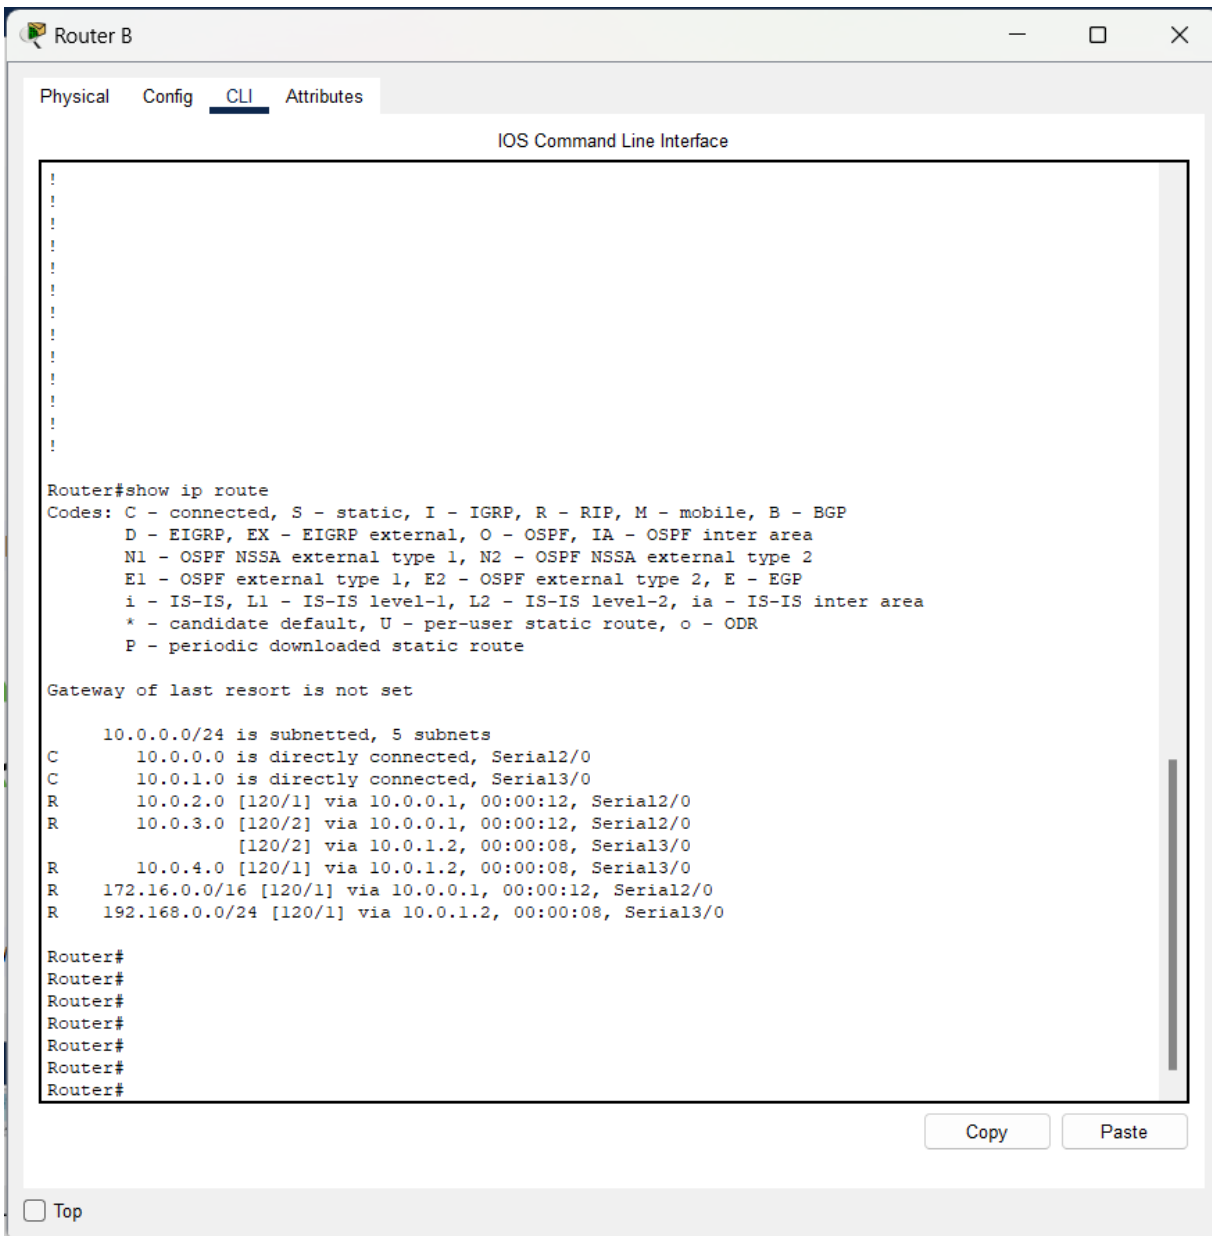 Router B
Physical Config CLI Attributes
IOS Command Line Interface
!
!
!
!
!
!
!
!
!
!
!
!
!
Router#show ip route
Codes: C - connected, S - static, I - IGRP, R - RIP, M - mobile, B - BGP
       D - EIGRP, EX - EIGRP external, O - OSPF, IA - OSPF inter area
       N1 - OSPF NSSA external type 1, N2 - OSPF NSSA external type 2
       E1 - OSPF external type 1, E2 - OSPF external type 2, E - EGP
       i - IS-IS, L1 - IS-IS level-1, L2 - IS-IS level-2, ia - IS-IS inter area
       * - candidate default, U - per-user static route, o - ODR
       P - periodic downloaded static route
Gateway of last resort is not set
     10.0.0.0/24 is subnetted, 5 subnets
C       10.0.0.0 is directly connected, Serial2/0
C       10.0.1.0 is directly connected, Serial3/0
R       10.0.2.0 [120/1] via 10.0.0.1, 00:00:12, Serial2/0
R       10.0.3.0 [120/2] via 10.0.0.1, 00:00:12, Serial2/0
                 [120/2] via 10.0.1.2, 00:00:08, Serial3/0
R       10.0.4.0 [120/1] via 10.0.1.2, 00:00:08, Serial3/0
R    172.16.0.0/16 [120/1] via 10.0.0.1, 00:00:12, Serial2/0
R    192.168.0.0/24 [120/1] via 10.0.1.2, 00:00:08, Serial3/0
Router#
Router#
Router#
Router#
Router#
Router#
Router#
Copy Paste
Top